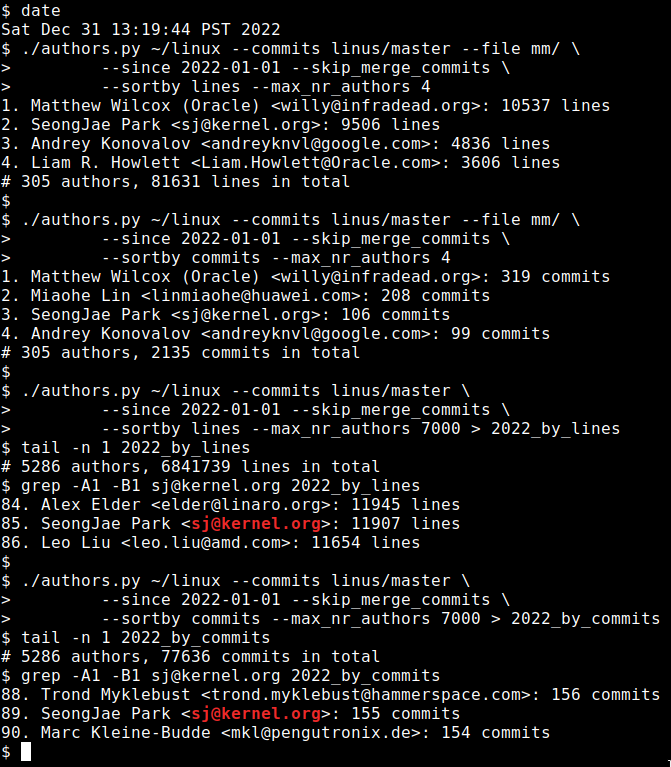 $ date
Sat Dec 31 13:19:44 PST 2022
$ ./authors.py ~/linux --commits linus/master --file mm/ \
>         --since 2022-01-01 --skip_merge_commits \
>         --sortby lines --max_nr_authors 4
1. Matthew Wilcox (Oracle) <willy@infradead.org>: 10537 lines
2. SeongJae Park <sj@kernel.org>: 9506 lines
3. Andrey Konovalov <andreyknvl@google.com>: 4836 lines
4. Liam R. Howlett <Liam.Howlett@Oracle.com>: 3606 lines
# 305 authors, 81631 lines in total
$
$ ./authors.py ~/linux --commits linus/master --file mm/ \
>         --since 2022-01-01 --skip_merge_commits \
>         --sortby commits --max_nr_authors 4
1. Matthew Wilcox (Oracle) <willy@infradead.org>: 319 commits
2. Miaohe Lin <linmiaohe@huawei.com>: 208 commits
3. SeongJae Park <sj@kernel.org>: 106 commits
4. Andrey Konovalov <andreyknvl@google.com>: 99 commits
# 305 authors, 2135 commits in total
$
$ ./authors.py ~/linux --commits linus/master \
>         --since 2022-01-01 --skip_merge_commits \
>         --sortby lines --max_nr_authors 7000 > 2022_by_lines
$ tail -n 1 2022_by_lines
# 5286 authors, 6841739 lines in total
$ grep -A1 -B1 sj@kernel.org 2022_by_lines
84. Alex Elder <elder@linaro.org>: 11945 lines
85. SeongJae Park <sj@kernel.org>: 11907 lines
86. Leo Liu <leo.liu@amd.com>: 11654 lines
$
$ ./authors.py ~/linux --commits linus/master \
>         --since 2022-01-01 --skip_merge_commits \
>         --sortby commits --max_nr_authors 7000 > 2022_by_commits
$ tail -n 1 2022_by_commits
# 5286 authors, 77636 commits in total
$ grep -A1 -B1 sj@kernel.org 2022_by_commits
88. Trond Myklebust <trond.myklebust@hammerspace.com>: 156 commits
89. SeongJae Park <sj@kernel.org>: 155 commits
90. Marc Kleine-Budde <mkl@pengutronix.de>: 154 commits
$